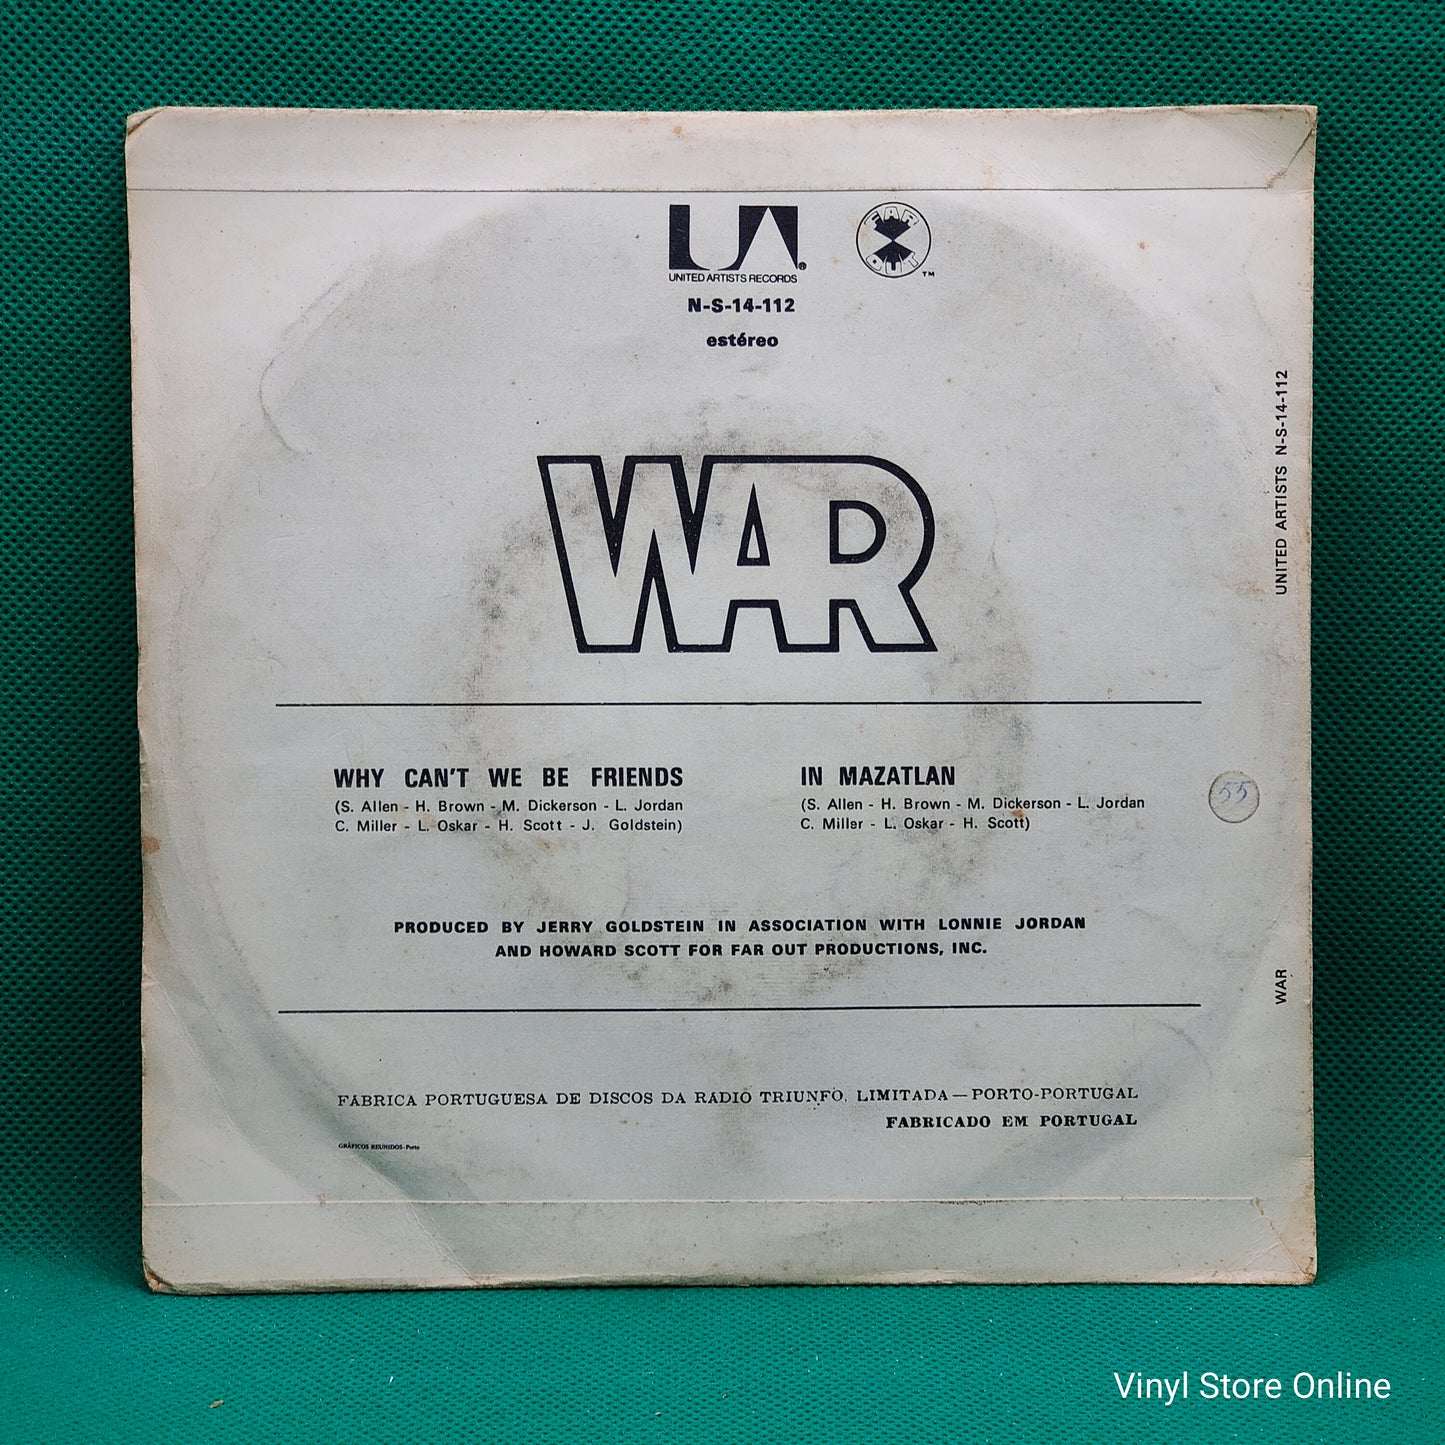 UA
UNITED ARTISTS RECORDS
®
FAR
OUT
TM
N-S-14-112
estéreo
WAR
WHY CAN'T WE BE FRIENDS
(S. Allen - H. Brown - M. Dickerson - L. Jordan
C. Miller - L. Oskar - H. Scott - J. Goldstein)
IN MAZATLAN
(S. Allen - H. Brown - M. Dickerson - L. Jordan
C. Miller - L. Oskar - H. Scott)
55
PRODUCED BY JERRY GOLDSTEIN IN ASSOCIATION WITH LONNIE JORDAN
AND HOWARD SCOTT FOR FAR OUT PRODUCTIONS, INC.
FÁBRICA PORTUGUESA DE DISCOS DA RÁDIO TRIUNFO, LIMITADA — PORTO-PORTUGAL
FABRICADO EM PORTUGAL
GRÁFICOS REUNIDOS - Porto
UNITED ARTISTS N-S-14-112
WAR
Vinyl Store Online